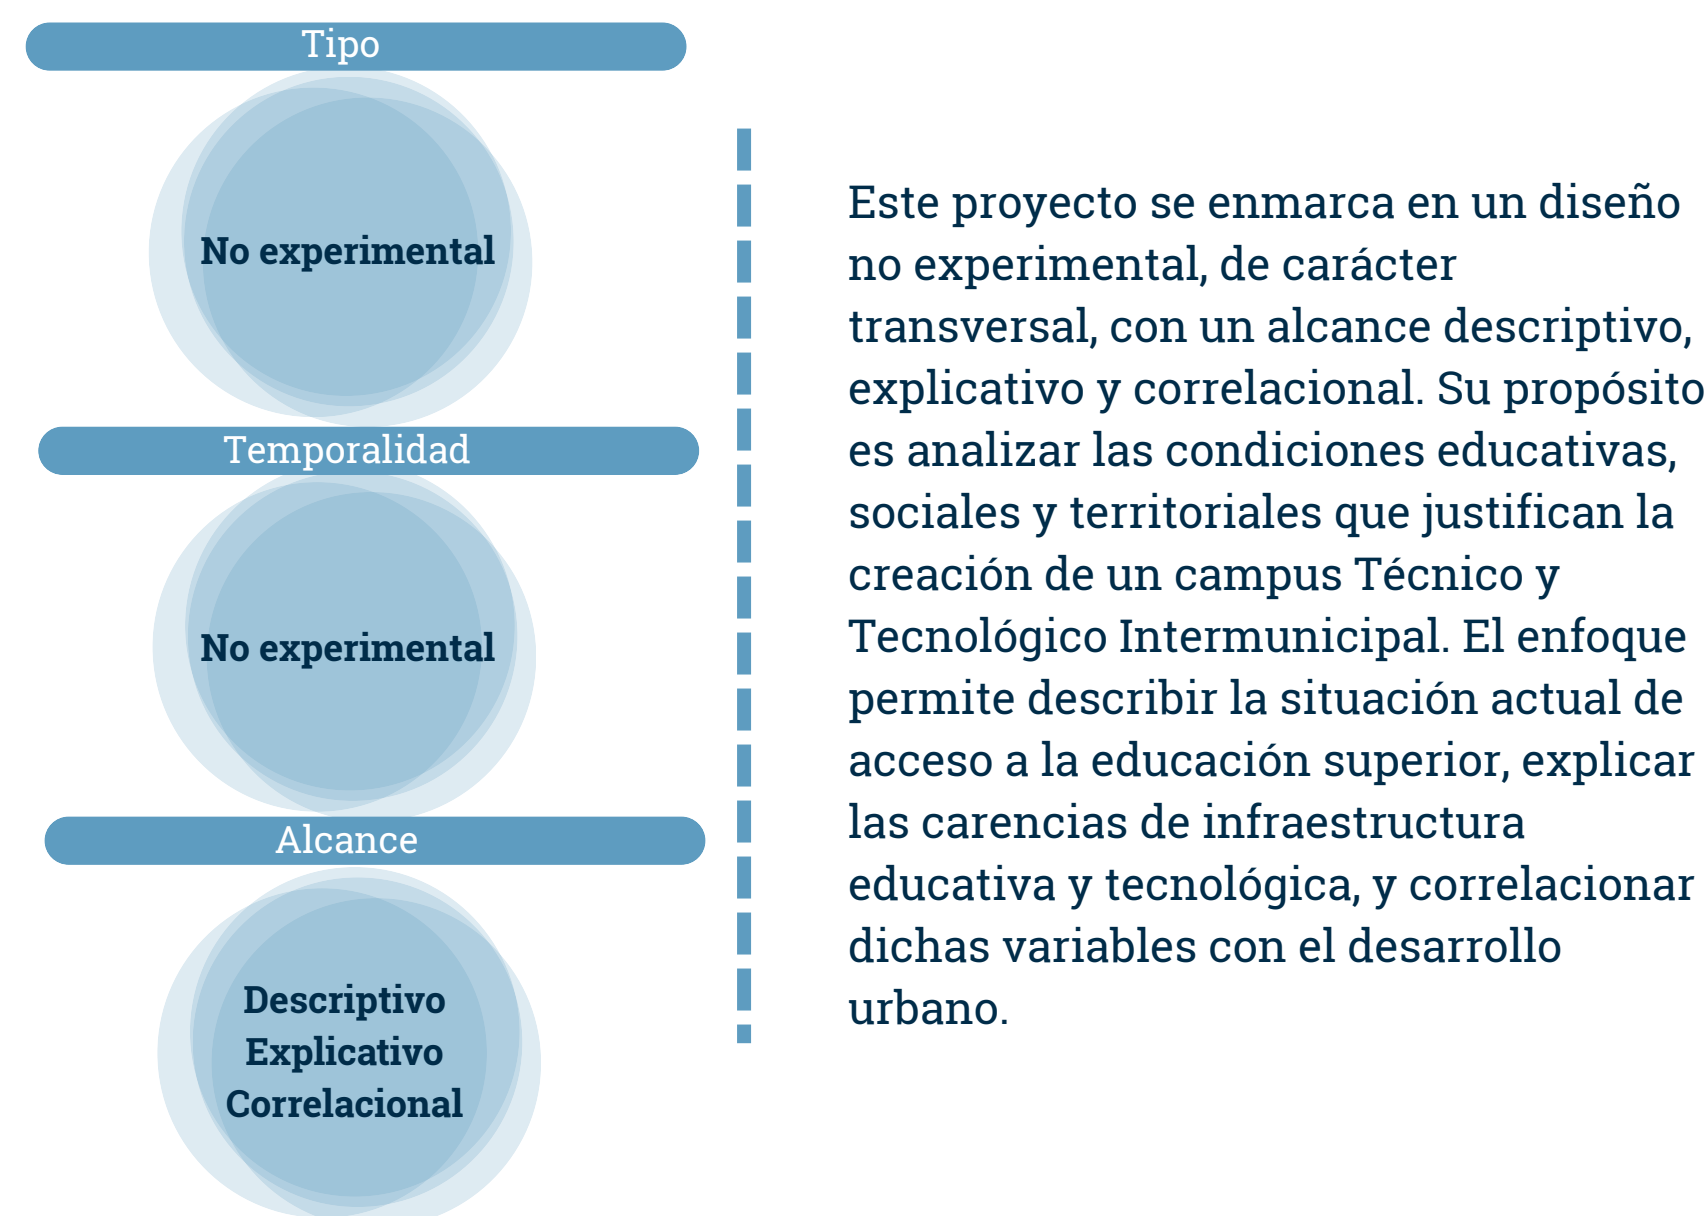 Tipo
No experimental
Temporalidad
No experimental
Alcance
Descriptivo
Explicativo
Correlacional
Este proyecto se enmarca en un diseño
no experimental, de carácter
transversal, con un alcance descriptivo,
explicativo y correlacional. Su propósito
es analizar las condiciones educativas,
sociales y territoriales que justifican la
creación de un campus Técnico y
Tecnológico Intermunicipal. El enfoque
permite describir la situación actual de
acceso a la educación superior, explicar
las carencias de infraestructura
educativa y tecnológica, y correlacionar
dichas variables con el desarrollo
urbano.